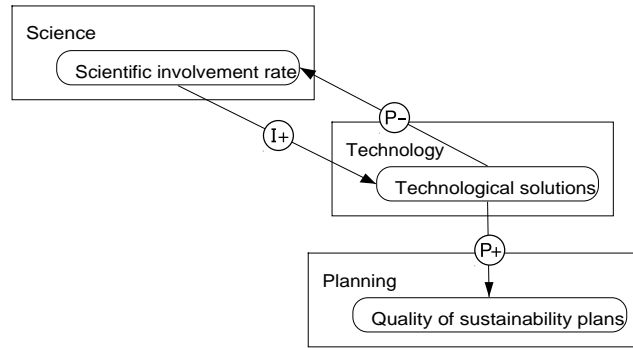 Science
Scientific involvement rate
P−
I+
Technology
Technological solutions
P+
Planning
Quality of sustainability plans